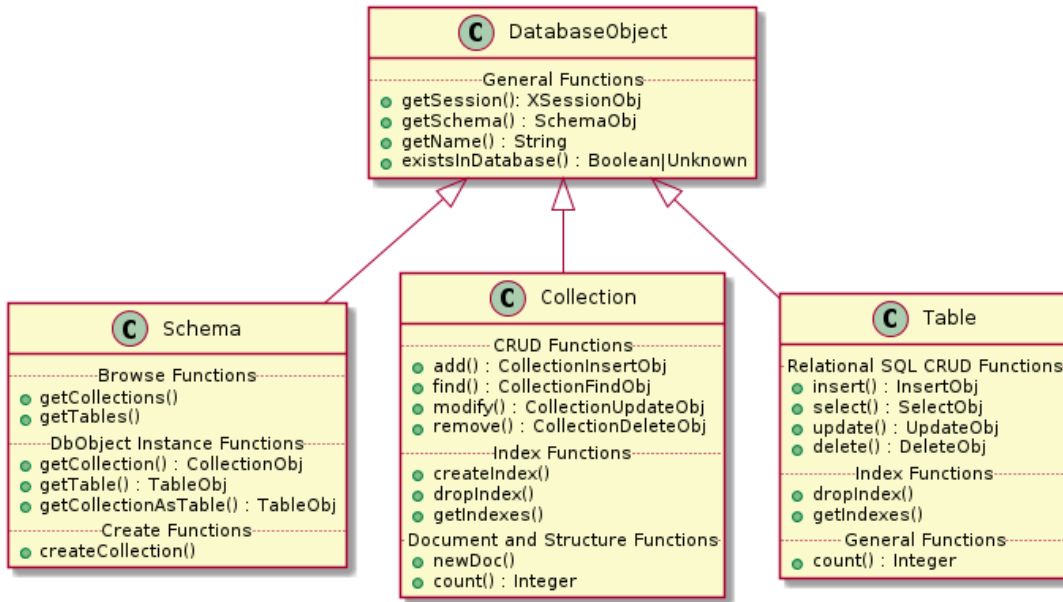 C DatabaseObject
General Functions
getSession(): XSessionObj
getSchema() : SchemaObj
getName() : String
existsInDatabase() : Boolean|Unknown
C Schema
Browse Functions
getCollections()
getTables()
DbObject Instance Functions
getCollection() : CollectionObj
getTable() : TableObj
getCollectionAsTable() : TableObj
Create Functions
createCollection()
C Collection
CRUD Functions
add() : CollectionInsertObj
find() : CollectionFindObj
modify() : CollectionUpdateObj
remove() : CollectionDeleteObj
Index Functions
createIndex()
dropIndex()
getIndexes()
Document and Structure Functions
newDoc()
count() : Integer
C Table
Relational SQL CRUD Functions
insert() : InsertObj
select() : SelectObj
update() : UpdateObj
delete() : DeleteObj
Index Functions
dropIndex()
getIndexes()
General Functions
count() : Integer